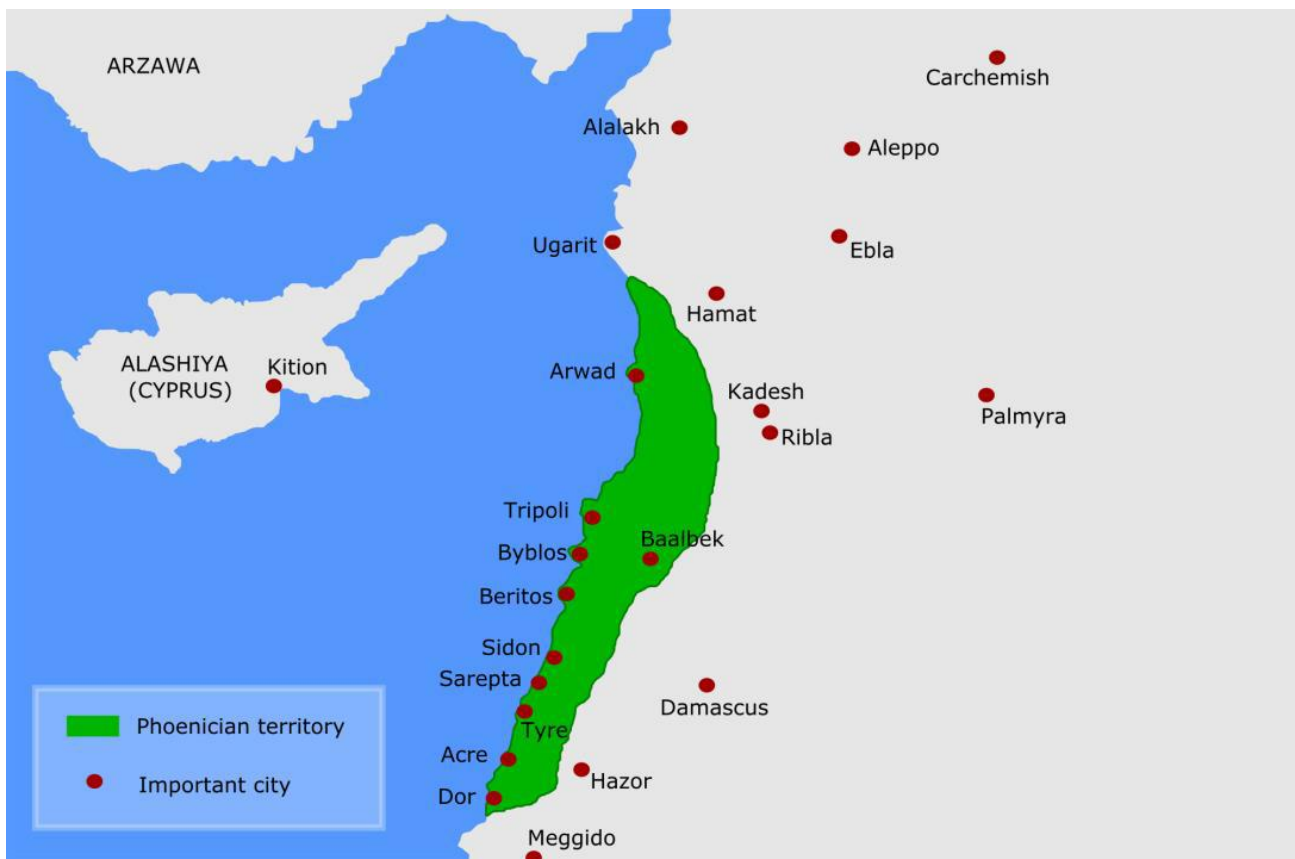 ARZAWA
Carchemish
Alalakh
Aleppo
Ugarit
Ebla
Hamat
ALASHIYA
(CYPRUS)
Kition
Arwad
Kadesh
Palmyra
Ribla
Tripoli
Baalbek
Byblos
Beritos
Sidon
Sarepta
Damascus
Tyre
Acre
Hazor
Dor
Meggido
Phoenician territory
Important city